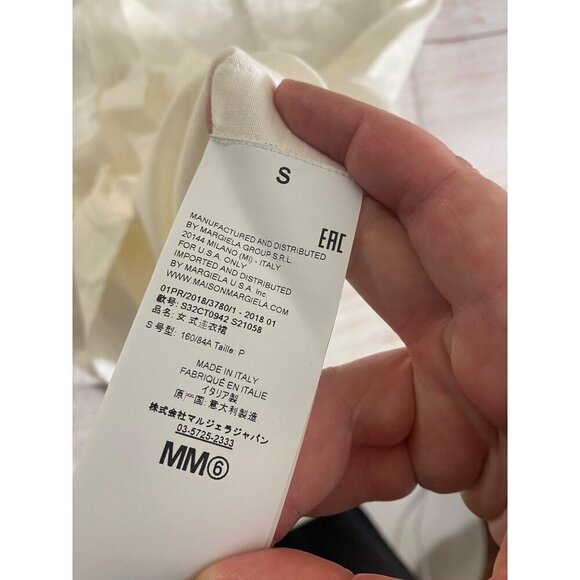 S
MANUFACTURED AND DISTRIBUTED
BY MARGIELA GROUP S.R.L.
20144 MILANO (MI) - ITALY
FOR U.S.A. ONLY
IMPORTED AND DISTRIBUTED
BY MARGIELA U.S.A. Inc.
WWW.MAISONMARGIELA.COM
EAC
01PR/2018/3780/1 - 2018 01
款号: S32CT0942 S21058
品名: 女式连衣裙
S 号型: 160/84A Taille: P
MADE IN ITALY
FABRIQUÉ EN ITALIE
イタリア製
原一国: 意大利製造
株式会社マルジェラジャパン
03-5725-2333
MM⑥